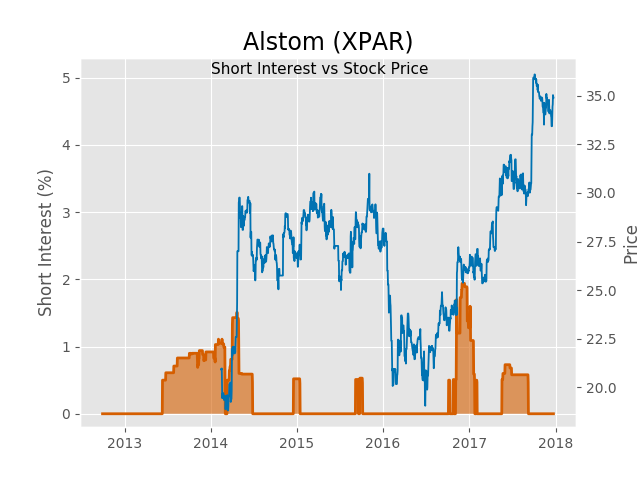 Alstom (XPAR)
Short Interest vs Stock Price
Short Interest (%)
5
4
3
2
1
0
35.0
32.5
30.0
27.5
25.0
22.5
20.0
Price
2013 2014 2015 2016 2017 2018